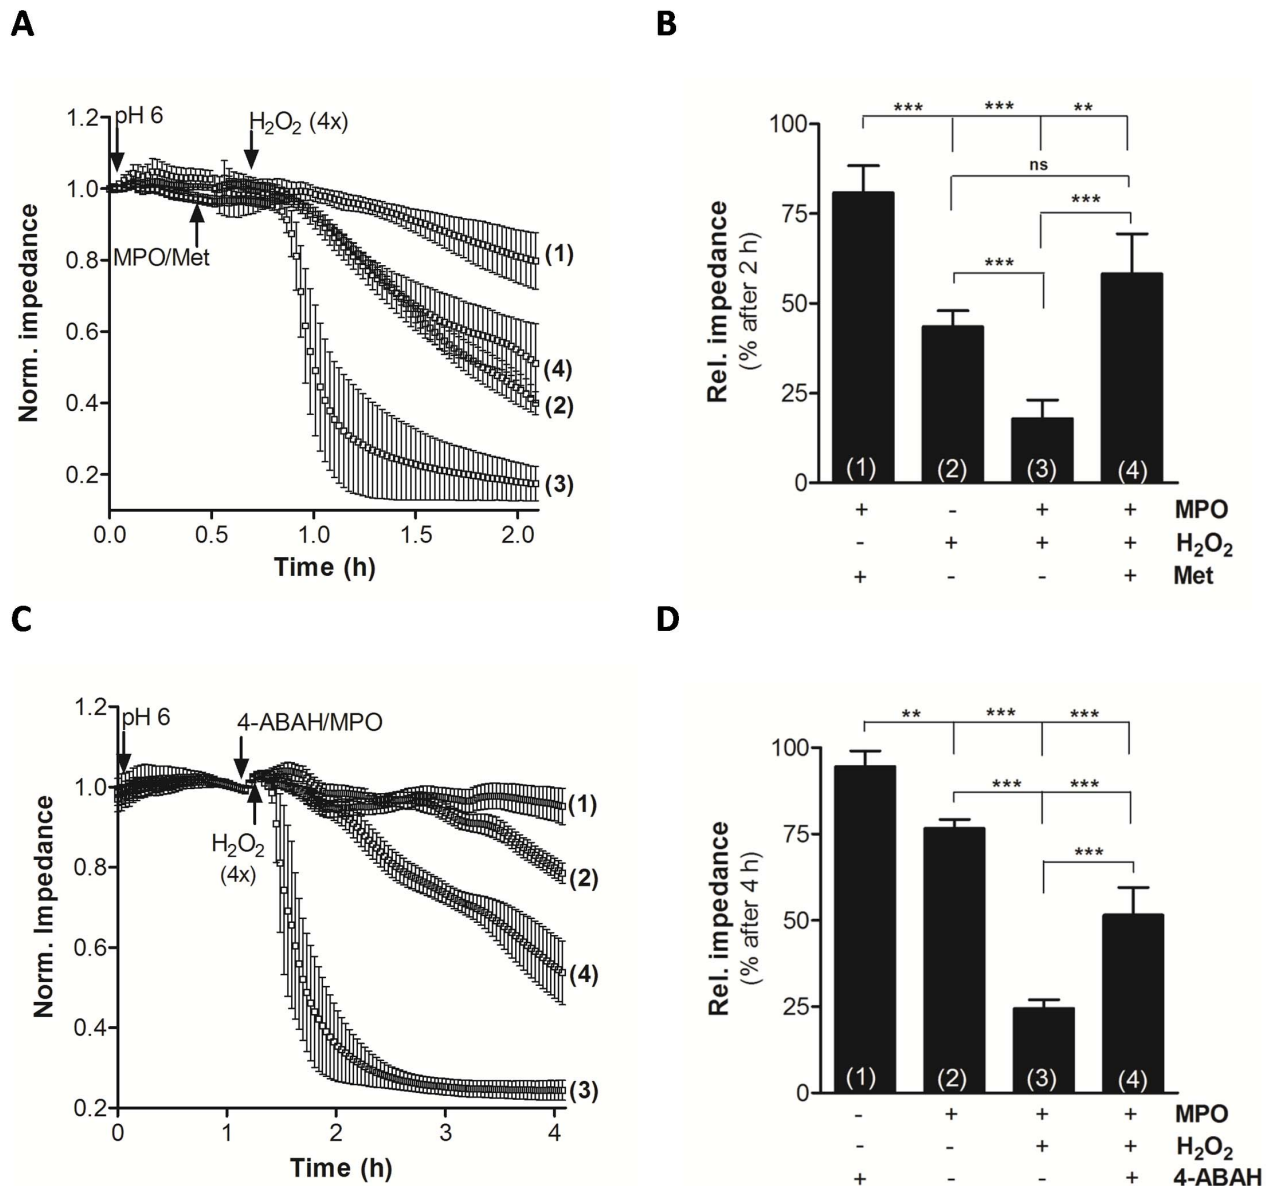 A
1.2
pH 6
H₂O₂ (4x)
1.0
MPO/Met
0.8
0.6
0.4
0.2
Norm. impedance
(1)
(4)
(2)
(3)
0.0 0.5 1.0 1.5 2.0
Time (h)
B
*** *** **
ns
***
***
100
75
50
25
0
Rel. impedance
(% after 2 h)
(1) (2) (3) (4)
+ - + + MPO
- + + + H₂O₂
+ - - + Met
C
1.2
pH 6
4-ABAH/MPO
1.0
H₂O₂
(4x)
0.8
0.6
0.4
0.2
Norm. Impedance
(1)
(2)
(4)
(3)
0 1 2 3 4
Time (h)
D
** *** ***
*** ***
***
100
75
50
25
0
Rel. impedance
(% after 4 h)
(1) (2) (3) (4)
- + + + MPO
- - + + H₂O₂
+ - - + 4-ABAH